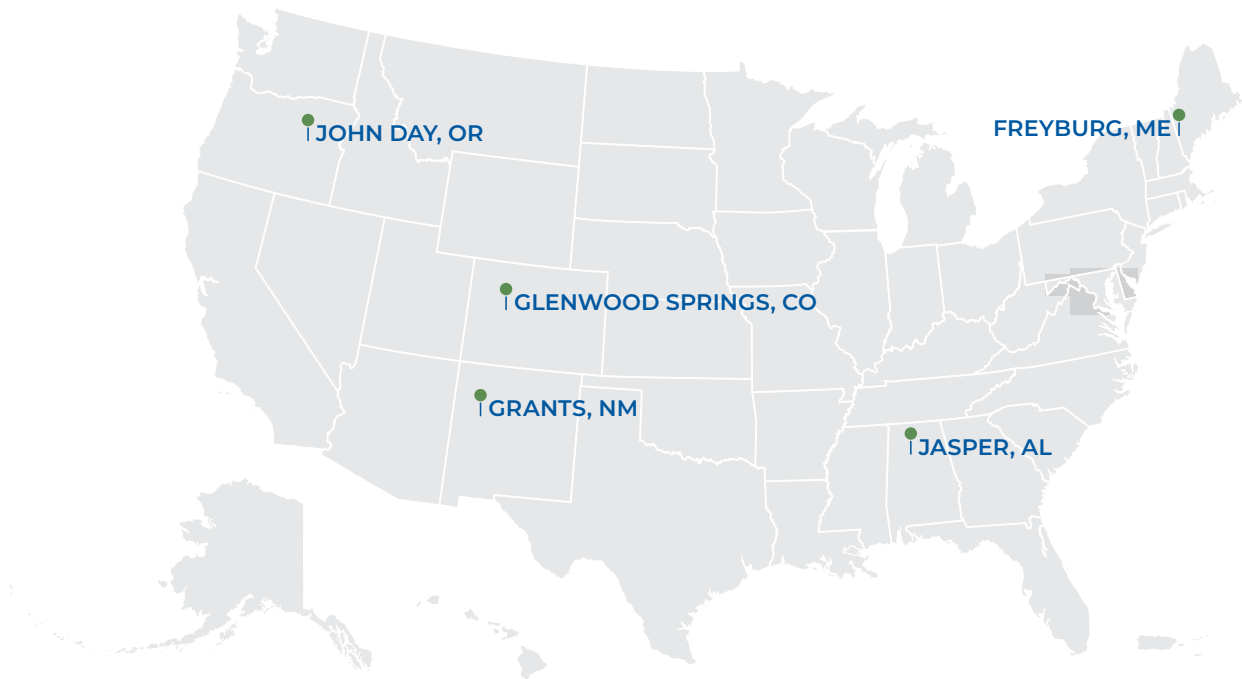 FREYBURG, ME
JOHN DAY, OR
GLENWOOD SPRINGS, CO
GRANTS, NM
JASPER, AL